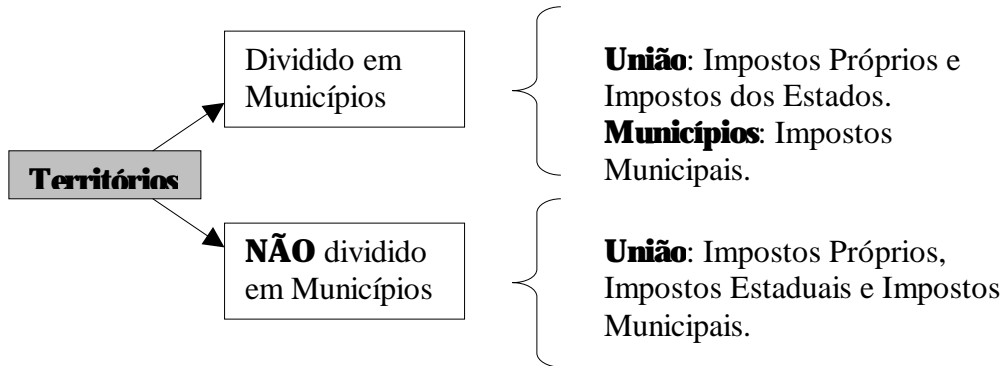 Territórios
Dividido em
Municípios
União: Impostos Próprios e
Impostos dos Estados.
Municípios: Impostos
Municipais.
NÃO dividido
em Municípios
União: Impostos Próprios,
Impostos Estaduais e Impostos
Municipais.